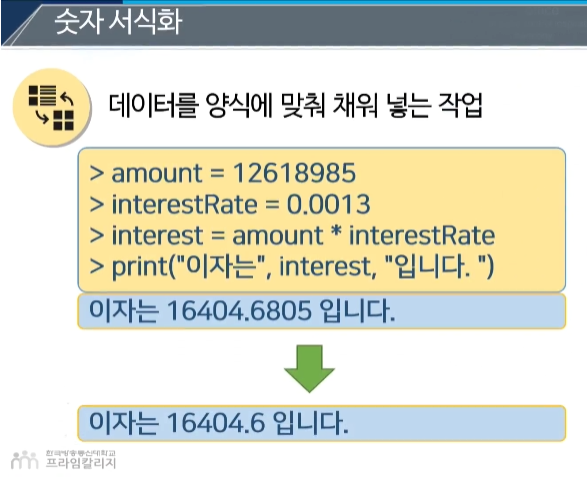 숫자 서식화
데이터를 양식에 맞춰 채워 넣는 작업
> amount = 12618985
> interestRate = 0.0013
> interest = amount * interestRate
> print("이자는", interest, "입니다. ")
이자는 16404.6805 입니다.
이자는 16404.6 입니다.
한국방송통신대학교
프라임칼리지